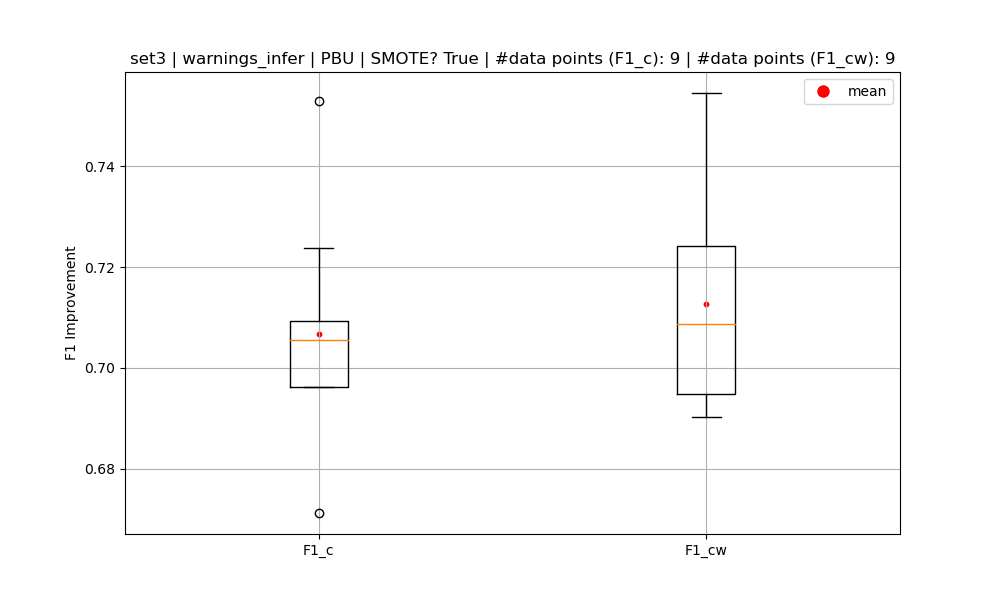 set3 | warnings_infer | PBU | SMOTE? True | #data points (F1_c): 9 | #data points (F1_cw): 9
mean
0.74
0.72
0.70
0.68
F1 Improvement
F1_c
F1_cw